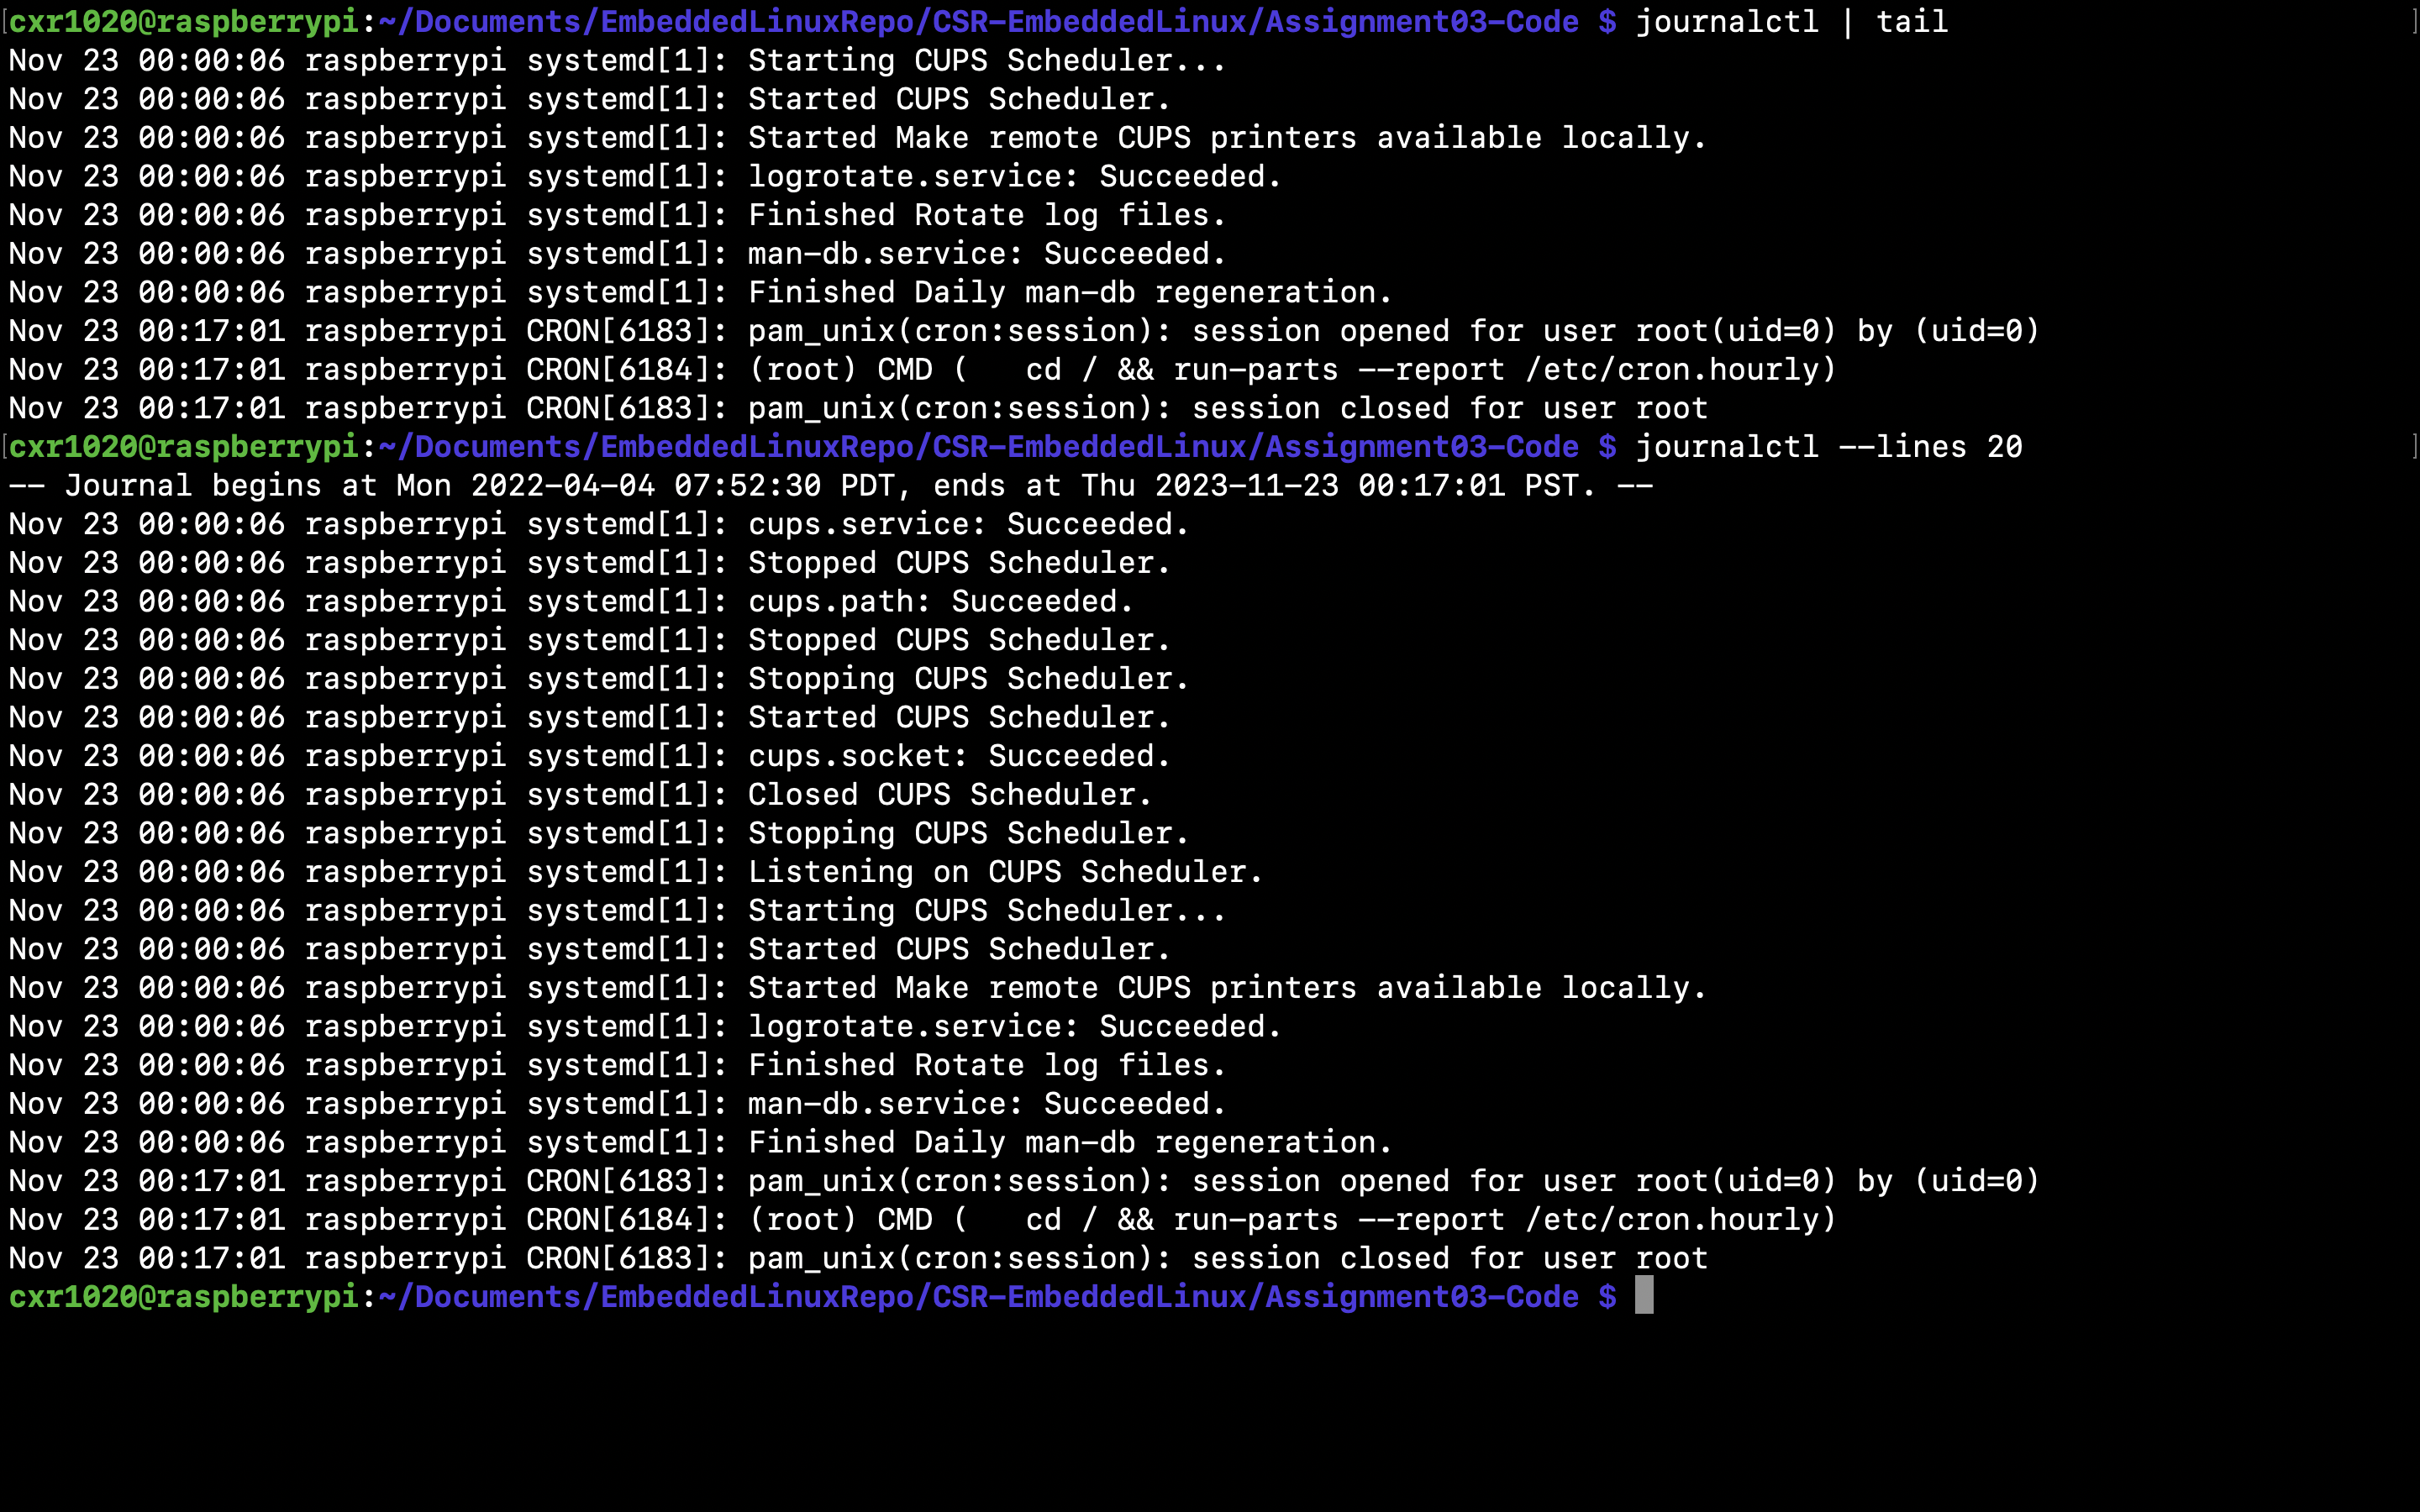 [cxr1020@raspberrypi:~/Documents/EmbeddedLinuxRepo/CSR-EmbeddedLinux/Assignment03-Code $ journalctl | tail ]
Nov 23 00:00:06 raspberrypi systemd[1]: Starting CUPS Scheduler...
Nov 23 00:00:06 raspberrypi systemd[1]: Started CUPS Scheduler.
Nov 23 00:00:06 raspberrypi systemd[1]: Started Make remote CUPS printers available locally.
Nov 23 00:00:06 raspberrypi systemd[1]: logrotate.service: Succeeded.
Nov 23 00:00:06 raspberrypi systemd[1]: Finished Rotate log files.
Nov 23 00:00:06 raspberrypi systemd[1]: man-db.service: Succeeded.
Nov 23 00:00:06 raspberrypi systemd[1]: Finished Daily man-db regeneration.
Nov 23 00:17:01 raspberrypi CRON[6183]: pam_unix(cron:session): session opened for user root(uid=0) by (uid=0)
Nov 23 00:17:01 raspberrypi CRON[6184]: (root) CMD (   cd / && run-parts --report /etc/cron.hourly)
Nov 23 00:17:01 raspberrypi CRON[6183]: pam_unix(cron:session): session closed for user root
[cxr1020@raspberrypi:~/Documents/EmbeddedLinuxRepo/CSR-EmbeddedLinux/Assignment03-Code $ journalctl --lines 20 ]
-- Journal begins at Mon 2022-04-04 07:52:30 PDT, ends at Thu 2023-11-23 00:17:01 PST. --
Nov 23 00:00:06 raspberrypi systemd[1]: cups.service: Succeeded.
Nov 23 00:00:06 raspberrypi systemd[1]: Stopped CUPS Scheduler.
Nov 23 00:00:06 raspberrypi systemd[1]: cups.path: Succeeded.
Nov 23 00:00:06 raspberrypi systemd[1]: Stopped CUPS Scheduler.
Nov 23 00:00:06 raspberrypi systemd[1]: Stopping CUPS Scheduler.
Nov 23 00:00:06 raspberrypi systemd[1]: Started CUPS Scheduler.
Nov 23 00:00:06 raspberrypi systemd[1]: cups.socket: Succeeded.
Nov 23 00:00:06 raspberrypi systemd[1]: Closed CUPS Scheduler.
Nov 23 00:00:06 raspberrypi systemd[1]: Stopping CUPS Scheduler.
Nov 23 00:00:06 raspberrypi systemd[1]: Listening on CUPS Scheduler.
Nov 23 00:00:06 raspberrypi systemd[1]: Starting CUPS Scheduler...
Nov 23 00:00:06 raspberrypi systemd[1]: Started CUPS Scheduler.
Nov 23 00:00:06 raspberrypi systemd[1]: Started Make remote CUPS printers available locally.
Nov 23 00:00:06 raspberrypi systemd[1]: logrotate.service: Succeeded.
Nov 23 00:00:06 raspberrypi systemd[1]: Finished Rotate log files.
Nov 23 00:00:06 raspberrypi systemd[1]: man-db.service: Succeeded.
Nov 23 00:00:06 raspberrypi systemd[1]: Finished Daily man-db regeneration.
Nov 23 00:17:01 raspberrypi CRON[6183]: pam_unix(cron:session): session opened for user root(uid=0) by (uid=0)
Nov 23 00:17:01 raspberrypi CRON[6184]: (root) CMD (   cd / && run-parts --report /etc/cron.hourly)
Nov 23 00:17:01 raspberrypi CRON[6183]: pam_unix(cron:session): session closed for user root
cxr1020@raspberrypi:~/Documents/EmbeddedLinuxRepo/CSR-EmbeddedLinux/Assignment03-Code $